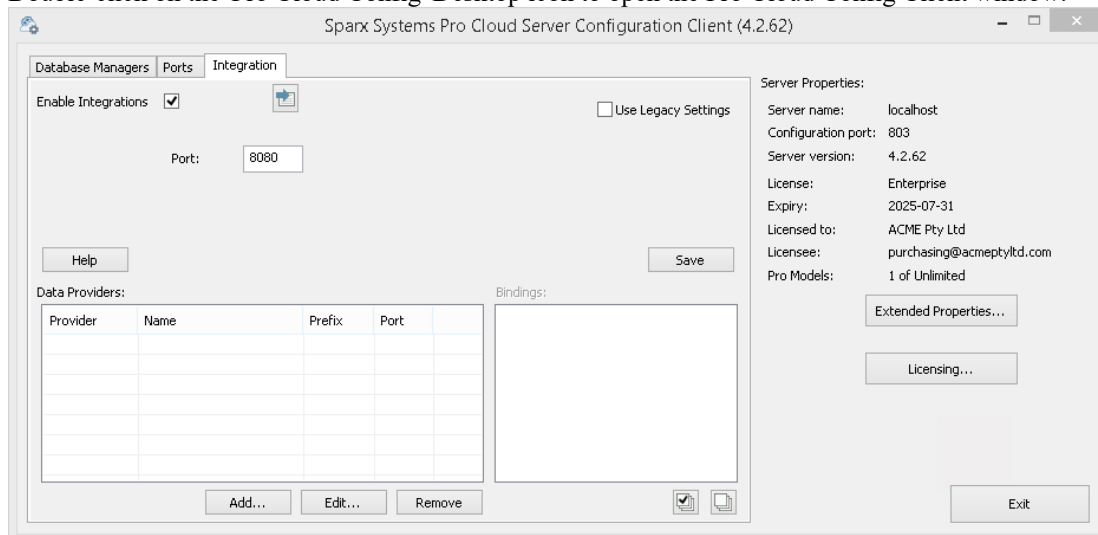 Sparx Systems Pro Cloud Server Configuration Client (4.2.62)
Database Managers Ports Integration
Enable Integrations
Use Legacy Settings
Port: 8080
Help
Save
Data Providers:
Bindings:
Provider Name Prefix Port
Add... Edit... Remove
Server Properties:
Server name: localhost
Configuration port: 803
Server version: 4.2.62
License: Enterprise
Expiry: 2025-07-31
Licensed to: ACME Pty Ltd
Licensee: purchasing@acmeptyltd.com
Pro Models: 1 of Unlimited
Extended Properties...
Licensing...
Exit